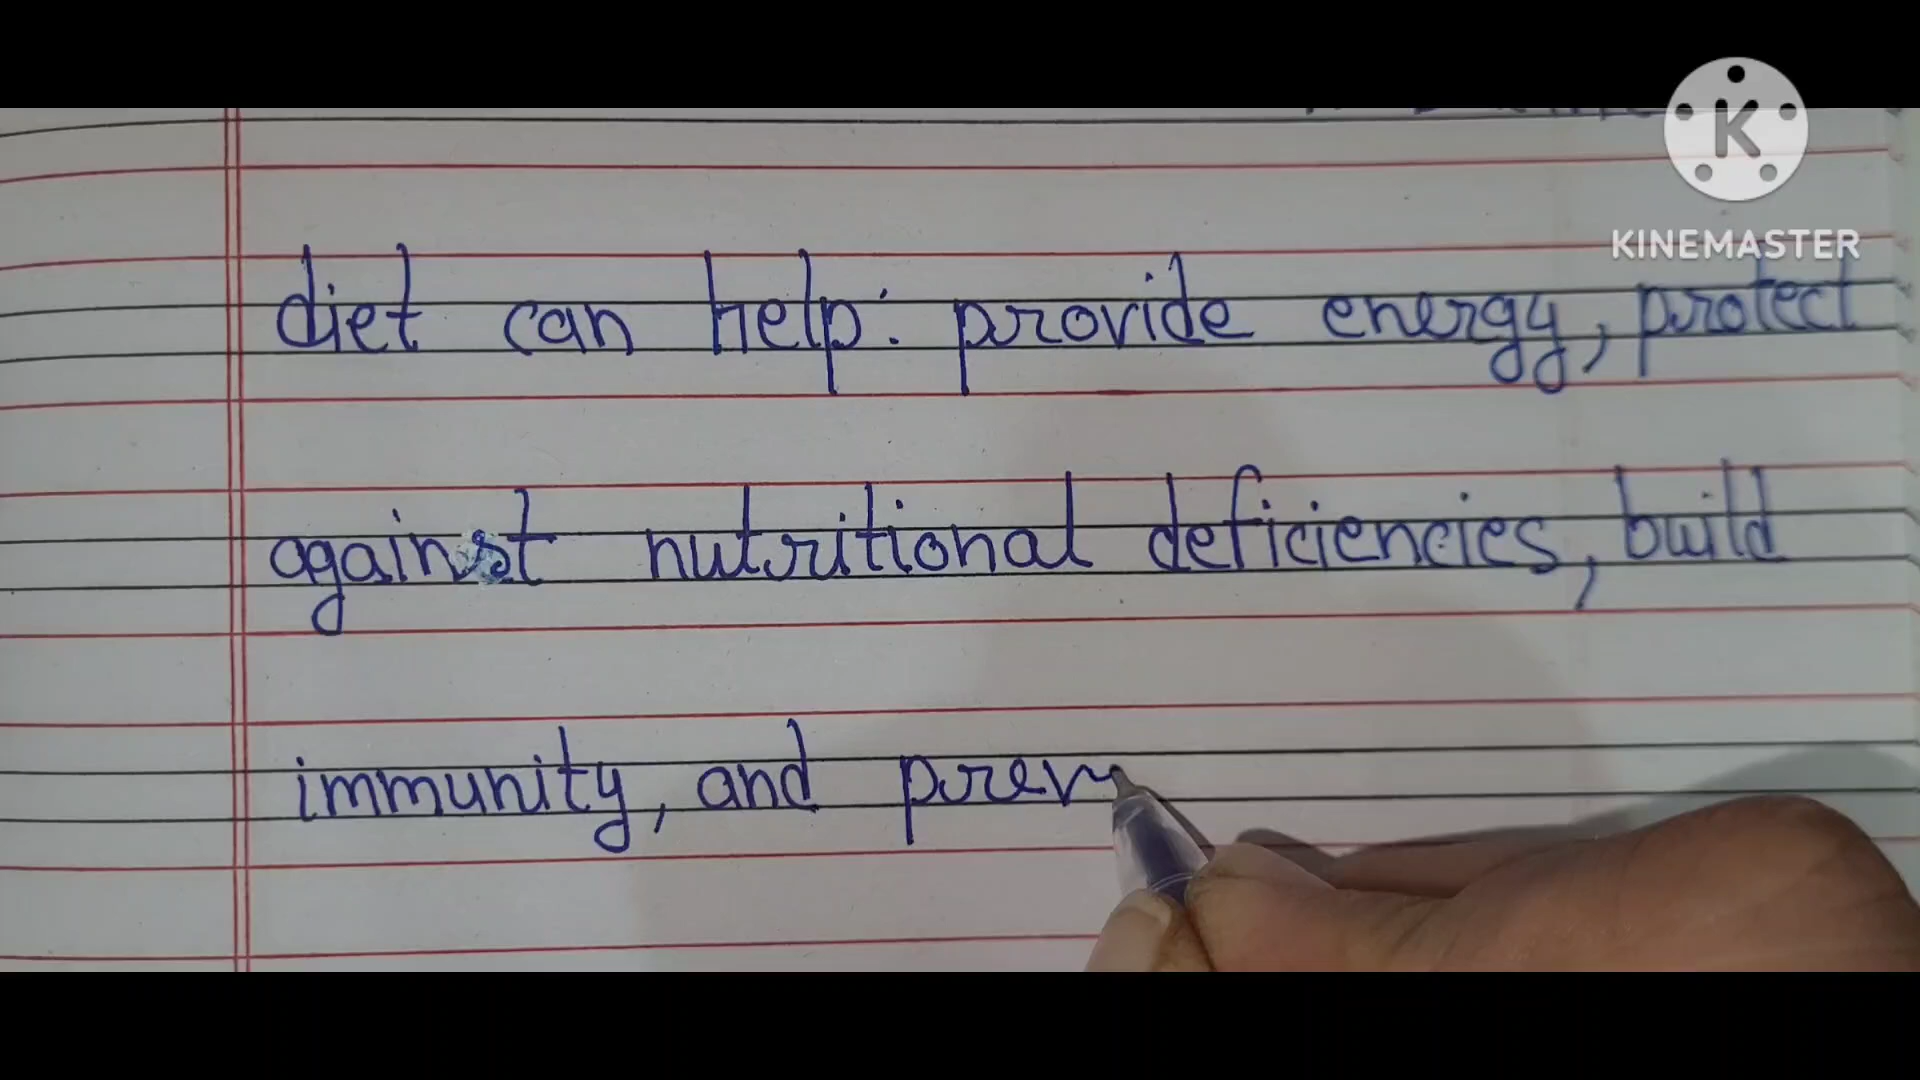 KINEMASTER
diet can help: provide energy, protect
against nutritional deficiencies, build
immunity, and prev